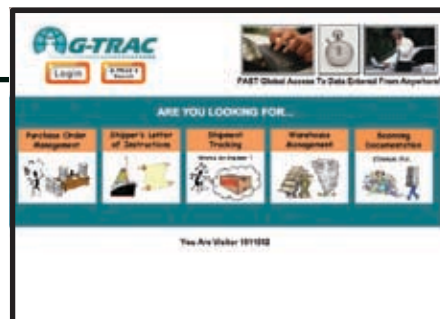 G-TRAC
Login
Search
FAST Global Access To Data Entered From Anywhere!
ARE YOU LOOKING FOR...
Purchase Order
Management
Shipper's Letter
of Instructions
Shipment
Tracking
Warehouse
Management
Scanning
Documentation
You Are Visitor